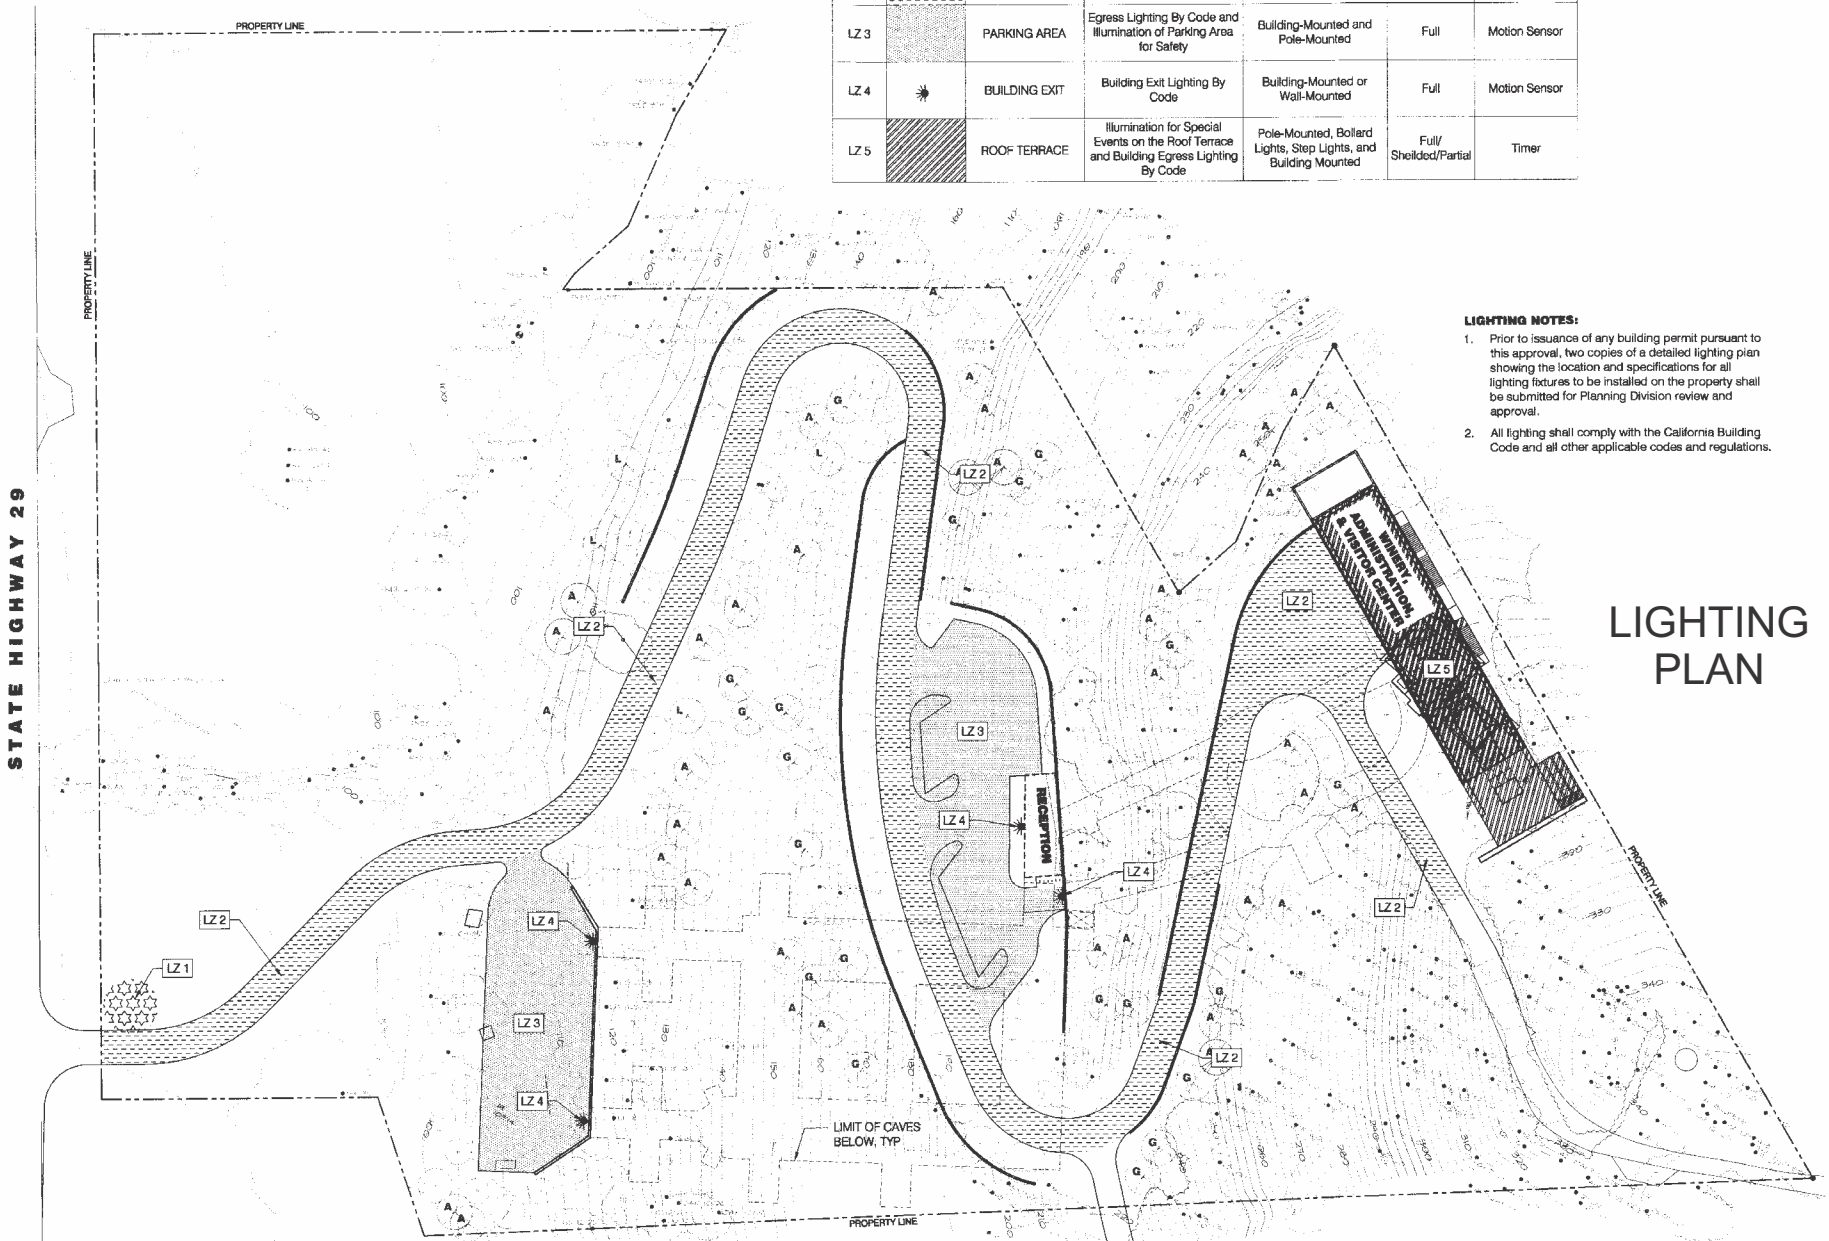 PROPERTY LINE
LZ 3
PARKING AREA
Egress Lighting By Code and
Illumination of Parking Area
for Safety
Building-Mounted and
Pole-Mounted
Full
Motion Sensor
LZ 4
BUILDING EXIT
Building Exit Lighting By
Code
Building-Mounted or
Wall-Mounted
Full
Motion Sensor
LZ 5
ROOF TERRACE
Illumination for Special
Events on the Roof Terrace
and Building Egress Lighting
By Code
Pole-Mounted, Bollard
Lights, Step Lights, and
Building Mounted
Full/
Sheilded/Partial
Timer
PROPERTY LINE
STATE HIGHWAY 29
LIGHTING NOTES:
1. Prior to issuance of any building permit pursuant to
this approval, two copies of a detailed lighting plan
showing the location and specifications for all
lighting fixtures to be installed on the property shall
be submitted for Planning Division review and
approval.
2. All lighting shall comply with the California Building
Code and all other applicable codes and regulations.
LIGHTING
PLAN
WINERY,
ADMINISTRATION,
& VISITOR CENTER
LZ 2
LZ 2
LZ 2
LZ 5
LZ 3
LZ 4
RECEPTION
LZ 4
LZ 2
PROPERTY LINE
LZ 2
LZ 4
LZ 1
LZ 3
LZ 2
LZ 4
LIMIT OF CAVES
BELOW, TYP
PROPERTY LINE